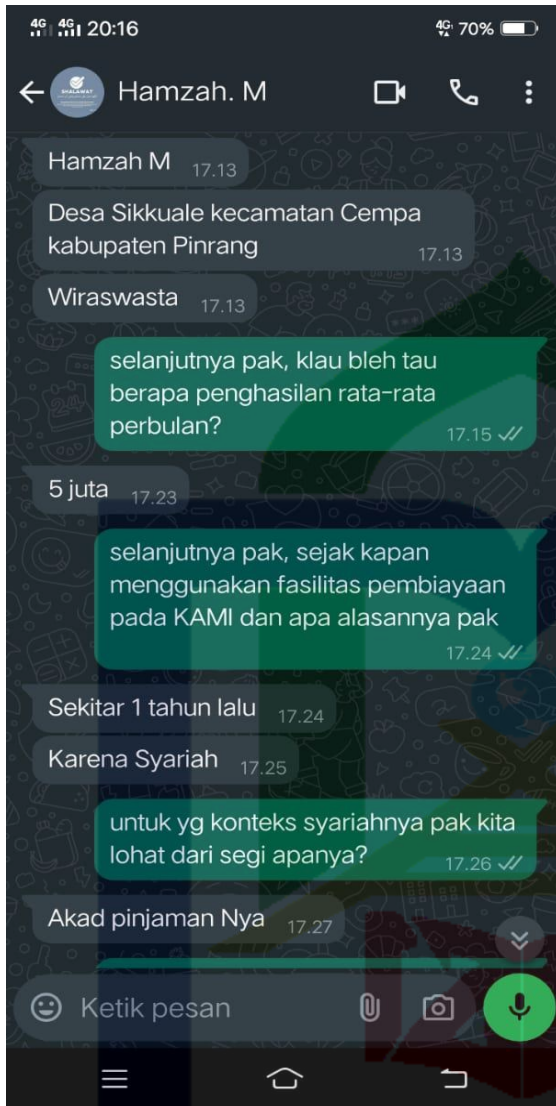 4G 4G 20:16 4G 70%
SHALAWAT
Hamzah. M
Hamzah M 17.13
Desa Sikkuale kecamatan Cempa
kabupaten Pinrang 17.13
Wiraswasta 17.13
selanjutnya pak, klau bleh tau
berapa penghasilan rata-rata
perbulan? 17.15
5 juta 17.23
selanjutnya pak, sejak kapan
menggunakan fasilitas pembiayaan
pada KAMI dan apa alasannya pak
17.24
Sekitar 1 tahun lalu 17.24
Karena Syariah 17.25
untuk yg konteks syariahnya pak kita
lohat dari segi apanya? 17.26
Akad pinjaman Nya 17.27
Ketik pesan